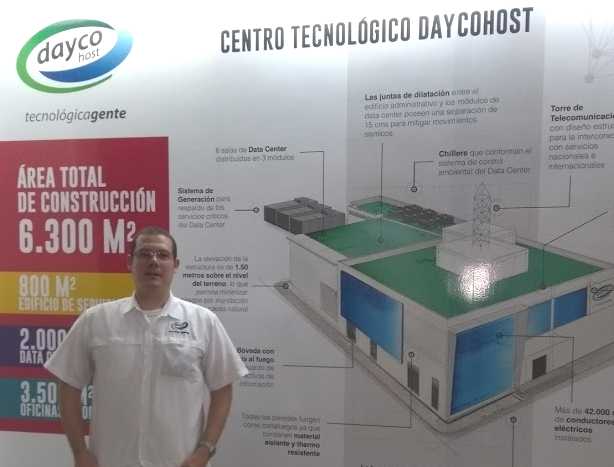 dayco
host
tecnológicagente
CENTRO TECNOLÓGICO DAYCOHOST
ÁREA TOTAL
DE CONSTRUCCIÓN
6.300 M²
800 M²
EDIFICIO DE
2.000
DATA
3.50
Las juntas de dilatación entre el
edificio administrativo y los módulos de
data center poseen una separación de
15 cms para mitigar movimientos
sísmicos
6 salas de Data Center
distribuidas en 3 módulos
Chillers que conforman el
sistema de control
ambiental del Data Center
Torre de
con diseño
para la
con servicios
nacionales e
internacionales
Sistema de
Generación para
respaldo de los
servicios críticos
del Data Center
La elevación de la
estructura es de 1.50
metros sobre el nivel
del terreno, lo que
permite minimizar
por inundación
natural
Bóveda con
al fuego
de
información
Todas las paredes fungen
como cortafuegos ya que
contienen material
aislante y thermo
resistente
Más de 42.000
de conductores
eléctricos
instalados